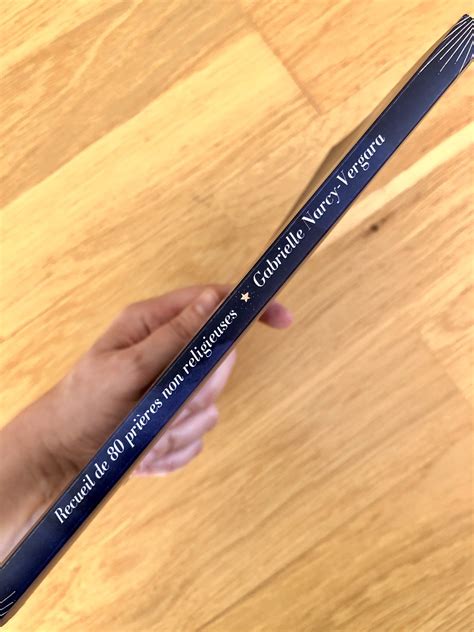 Recueil de 80 prières non religieuses ★ Gabrielle Narcy-Vergara